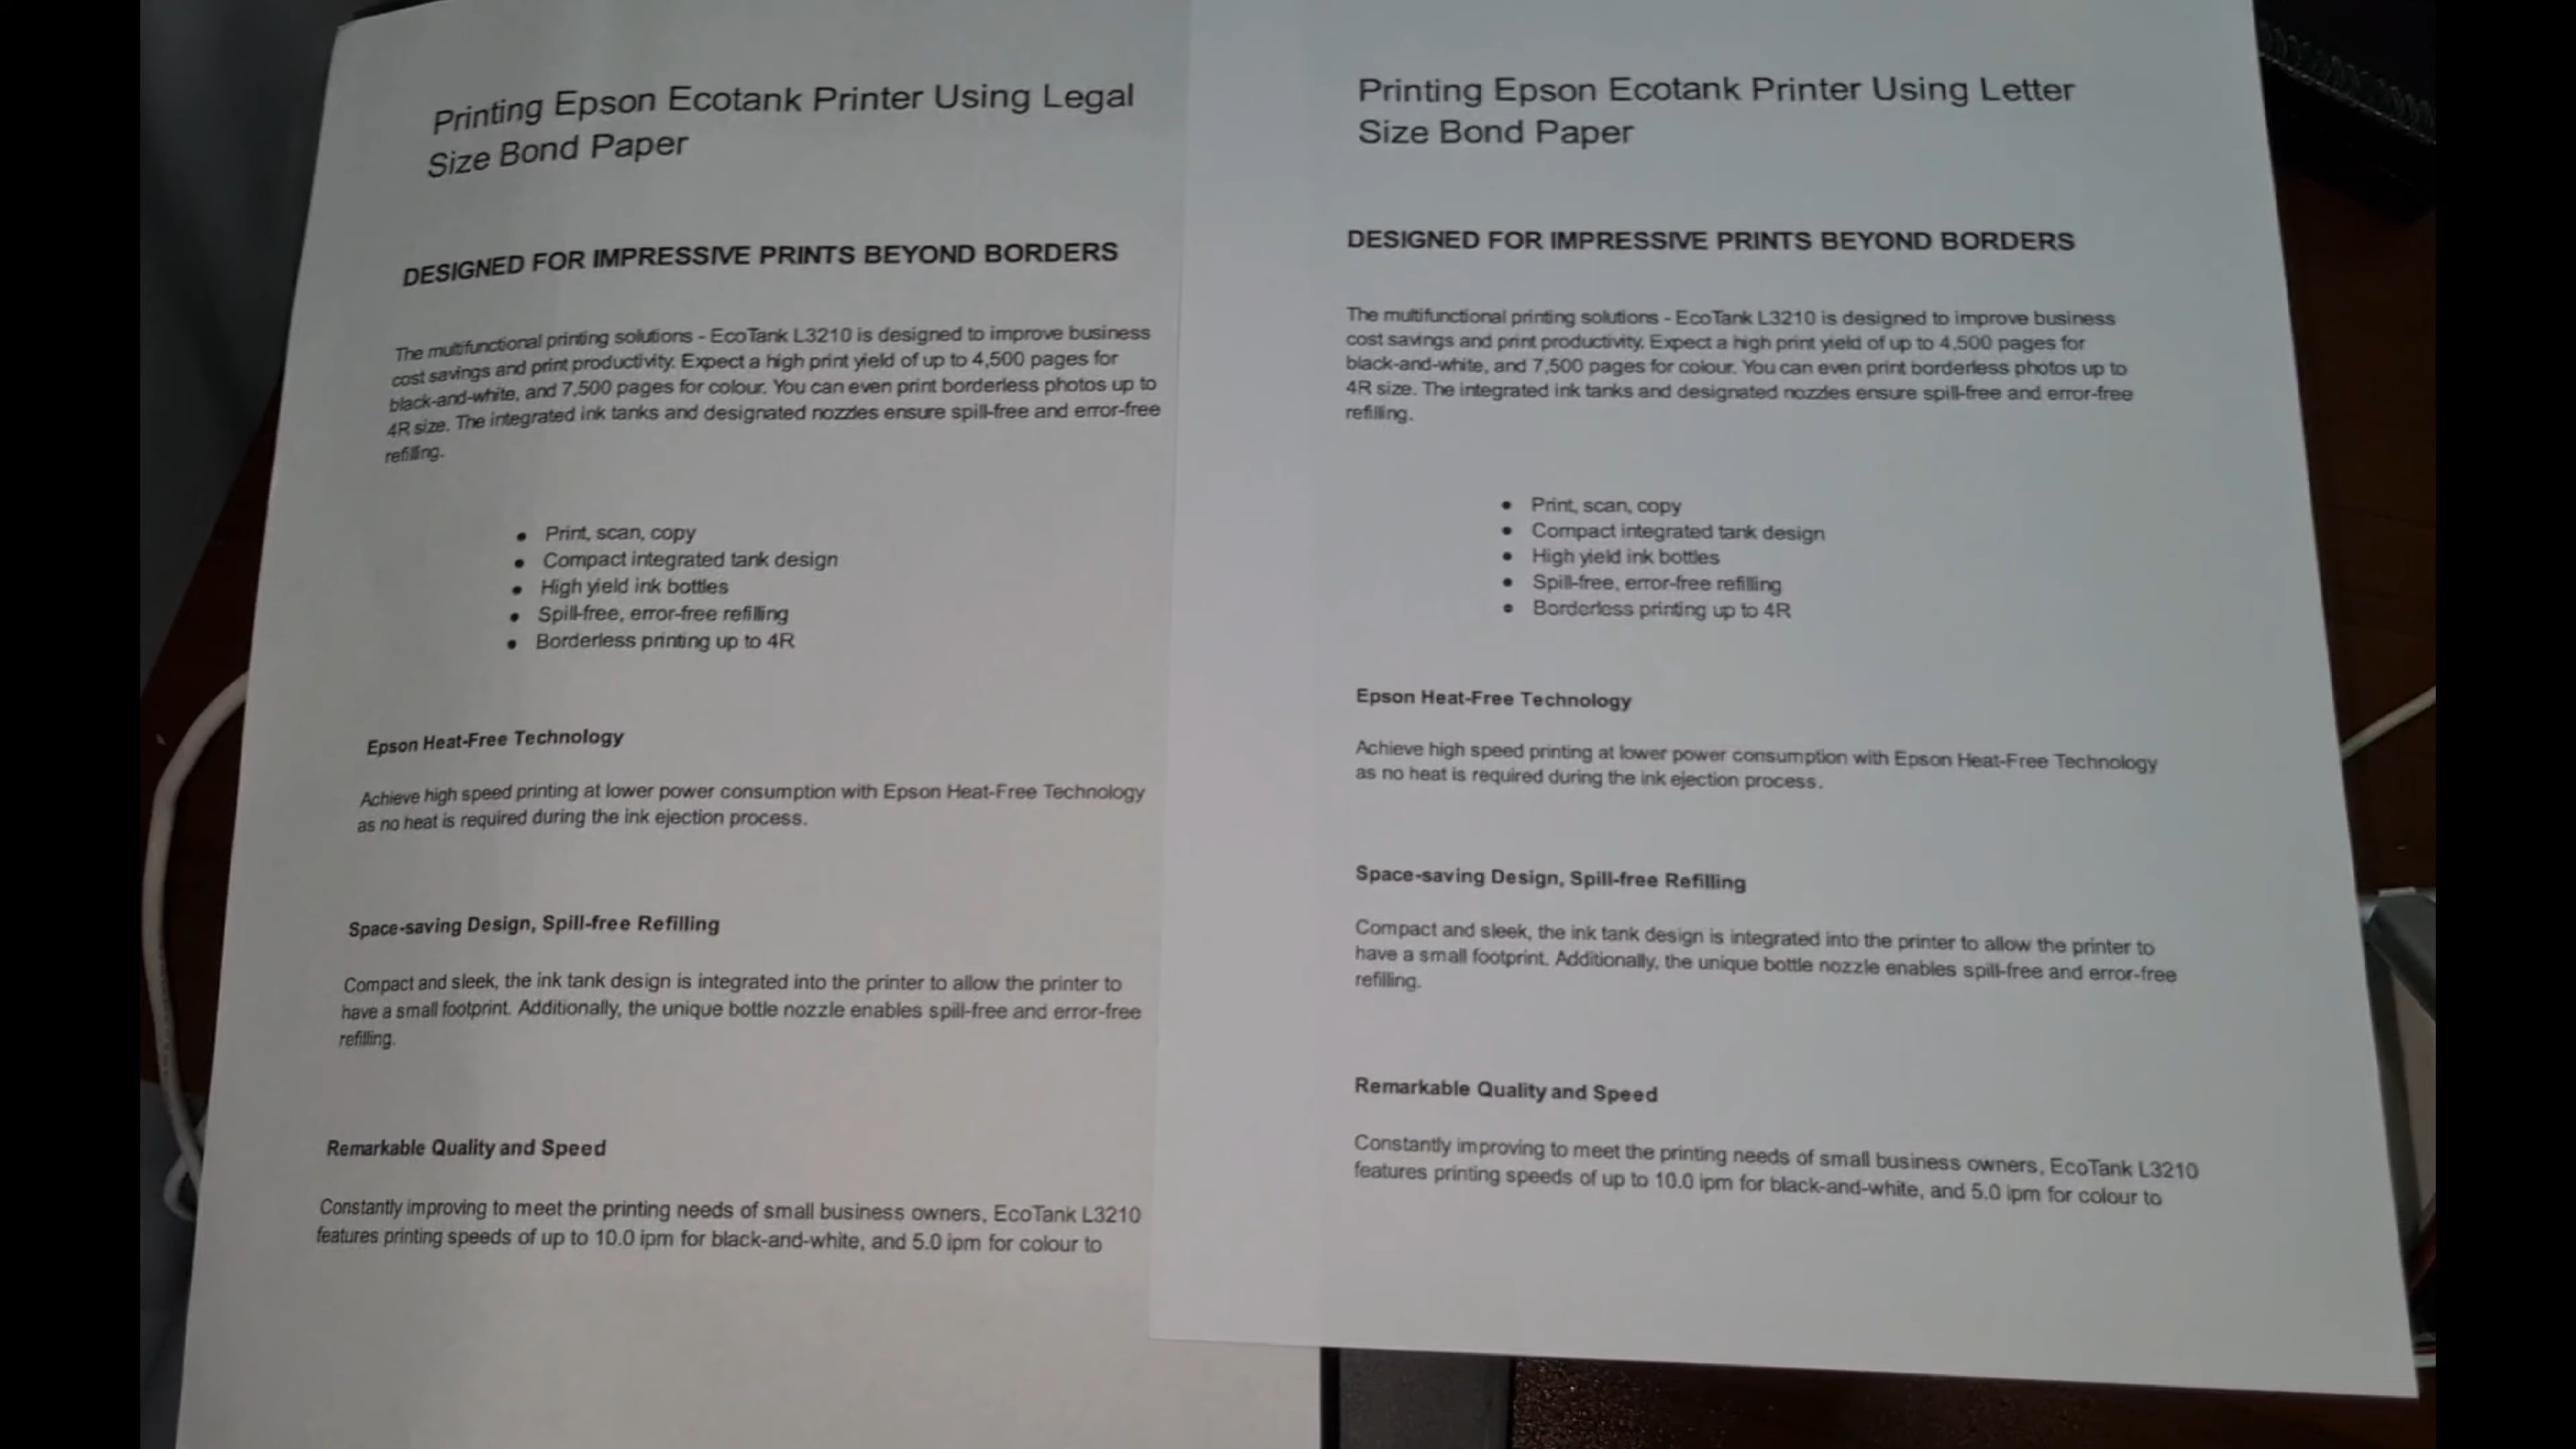 Printing Epson Ecotank Printer Using Legal
Size Bond Paper
DESIGNED FOR IMPRESSIVE PRINTS BEYOND BORDERS
The multifunctional printing solutions - EcoTank L3210 is designed to improve business
cost savings and print productivity. Expect a high print yield of up to 4,500 pages for
black-and-white, and 7,500 pages for colour. You can even print borderless photos up to
4R size. The integrated ink tanks and designated nozzles ensure spill-free and error-free
refilling.
● Print, scan, copy
● Compact integrated tank design
● High yield ink bottles
● Spill-free, error-free refilling
● Borderless printing up to 4R
Epson Heat-Free Technology
Achieve high speed printing at lower power consumption with Epson Heat-Free Technology
as no heat is required during the ink ejection process.
Space-saving Design, Spill-free Refilling
Compact and sleek, the ink tank design is integrated into the printer to allow the printer to
have a small footprint. Additionally, the unique bottle nozzle enables spill-free and error-free
refilling.
Remarkable Quality and Speed
Constantly improving to meet the printing needs of small business owners, EcoTank L3210
features printing speeds of up to 10.0 ipm for black-and-white, and 5.0 ipm for colour to
Printing Epson Ecotank Printer Using Letter
Size Bond Paper
DESIGNED FOR IMPRESSIVE PRINTS BEYOND BORDERS
The multifunctional printing solutions - EcoTank L3210 is designed to improve business
cost savings and print productivity. Expect a high print yield of up to 4,500 pages for
black-and-white, and 7,500 pages for colour. You can even print borderless photos up to
4R size. The integrated ink tanks and designated nozzles ensure spill-free and error-free
refilling.
● Print, scan, copy
● Compact integrated tank design
● High yield ink bottles
● Spill-free, error-free refilling
● Borderless printing up to 4R
Epson Heat-Free Technology
Achieve high speed printing at lower power consumption with Epson Heat-Free Technology
as no heat is required during the ink ejection process.
Space-saving Design, Spill-free Refilling
Compact and sleek, the ink tank design is integrated into the printer to allow the printer to
have a small footprint. Additionally, the unique bottle nozzle enables spill-free and error-free
refilling.
Remarkable Quality and Speed
Constantly improving to meet the printing needs of small business owners, EcoTank L3210
features printing speeds of up to 10.0 ipm for black-and-white, and 5.0 ipm for colour to